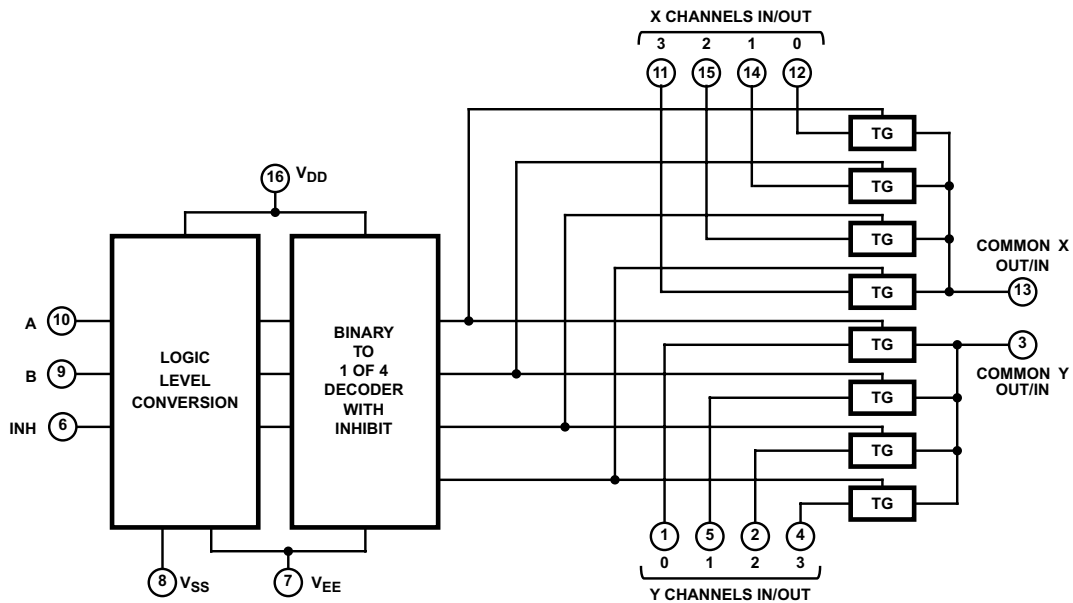 X CHANNELS IN/OUT
3 2 1 0
11 15 14 12
TG
16 VDD
TG
TG
COMMON X
OUT/IN
TG
13
A 10
LOGIC
LEVEL
CONVERSION
BINARY
TO
1 OF 4
DECODER
WITH
INHIBIT
TG
3
COMMON Y
OUT/IN
B 9
TG
INH 6
TG
TG
8 VSS
7 VEE
1 5 2 4
0 1 2 3
Y CHANNELS IN/OUT